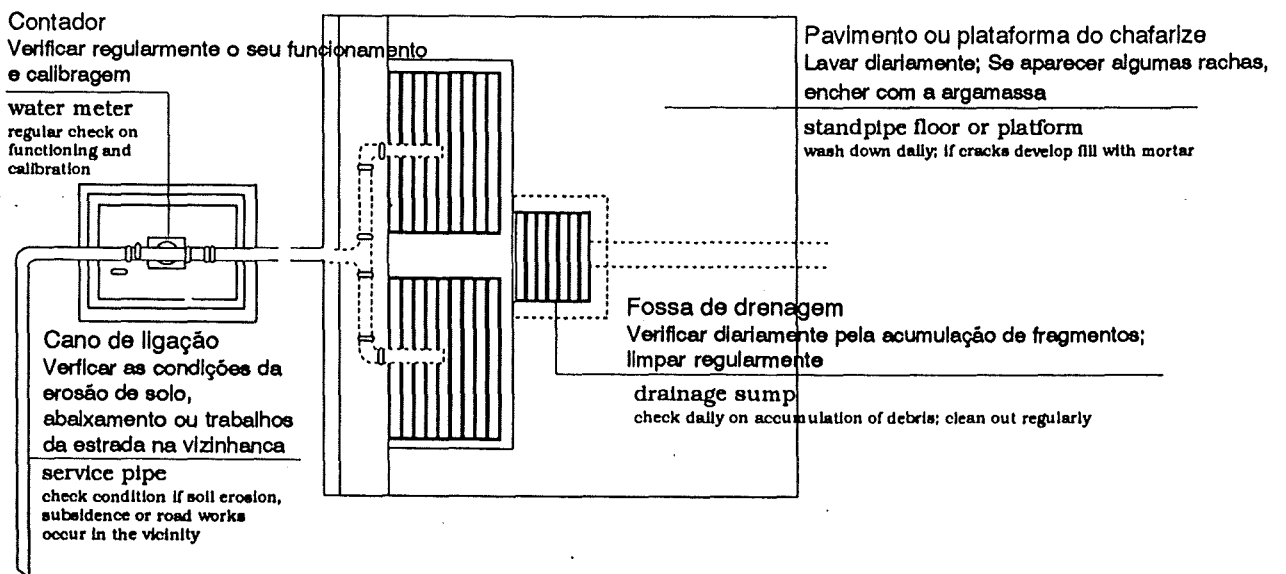 Contador
Verificar regularmente o seu funcionamento
e calibragem
water meter
regular check on
functioning and
calibration
Pavimento ou plataforma do chafarize
Lavar diariamente; Se aparecer algumas rachas,
encher com a argamassa
standpipe floor or platform
wash down daily; if cracks develop fill with mortar
Cano de ligação
Verficar as condições da
erosão de solo,
abaixamento ou trabalhos
da estrada na vizinhanca
service pipe
check condition if soil erosion,
subsidence or road works
occur in the vicinity
Fossa de drenagem
Verificar diariamente pela acumulação de fragmentos;
limpar regularmente
drainage sump
check daily on accumulation of debris; clean out regularly